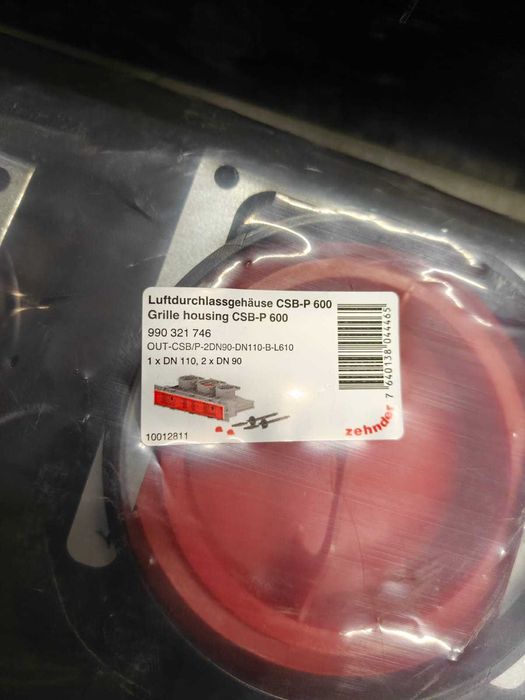 Luftdurchlassgehäuse CSB-P 600
Grille housing CSB-P 600
990 321 746
OUT-CSB/P-2DN90-DN110-B-L610
1 x DN 110, 2 x DN 90
10012811
zehnder
7 640138 044465